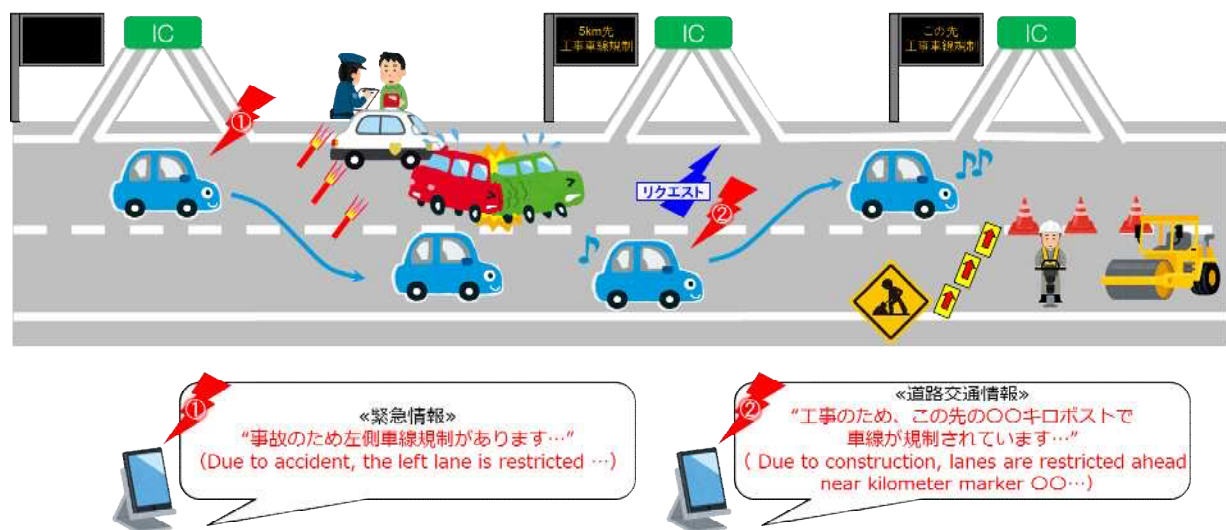 IC
5km先
工事車線規制
IC
この先
工事車線規制
IC
①
リクエスト
②
①
«緊急情報»
“事故のため左側車線規制があります…”
(Due to accident, the left lane is restricted …)
②
«道路交通情報»
“工事のため、この先の〇〇キロポストで
車線が規制されています…”
( Due to construction, lanes are restricted ahead
near kilometer marker 〇〇…)